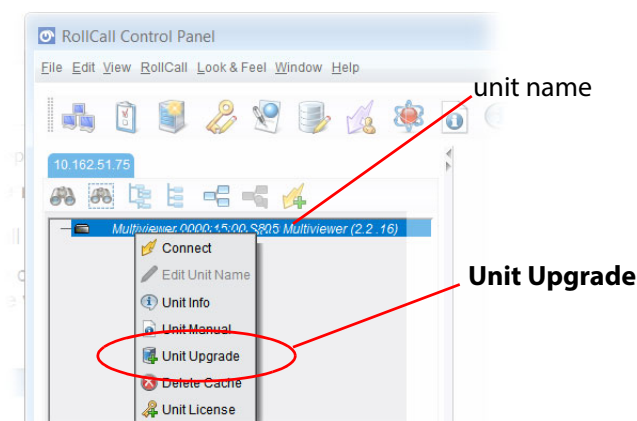 RollCall Control Panel
File Edit View RollCall Look & Feel Window Help
unit name
10.162.51.75
Multiviewer 0000:15:00 S805 Multiviewer (2.2 .16)
Connect
Edit Unit Name
Unit Info
Unit Manual
Unit Upgrade
Unit Upgrade
Delete Cache
Unit License